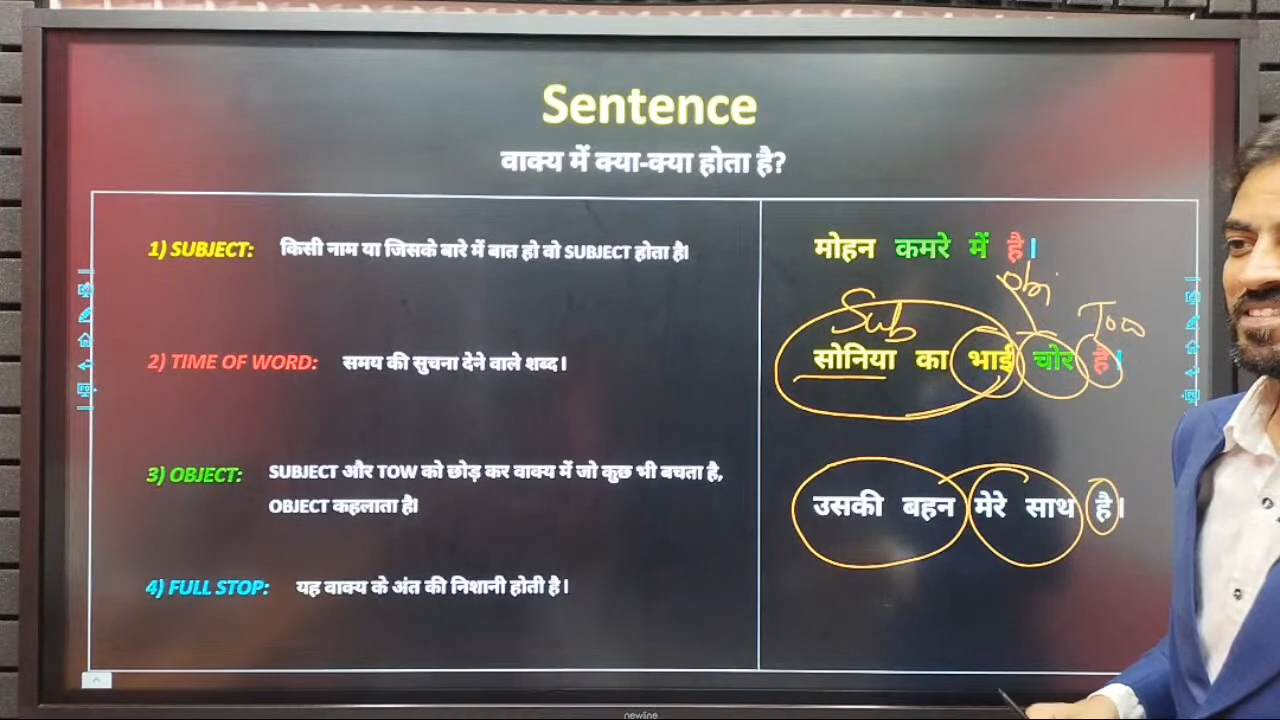 Sentence
वाक्य में क्या-क्या होता है?
1) SUBJECT: किसी नाम या जिसके बारे में बात हो वो SUBJECT होता है।
2) TIME OF WORD: समय की सुचना देने वाले शब्द।
3) OBJECT: SUBJECT और TOW को छोड़ कर वाक्य में जो कुछ भी बचता है,
OBJECT कहलाता है।
4) FULL STOP: यह वाक्य के अंत की निशानी होती है।
मोहन कमरे में है।
obj
Sub Tow
सोनिया का भाई चोर है।
उसकी बहन मेरे साथ है।
newline